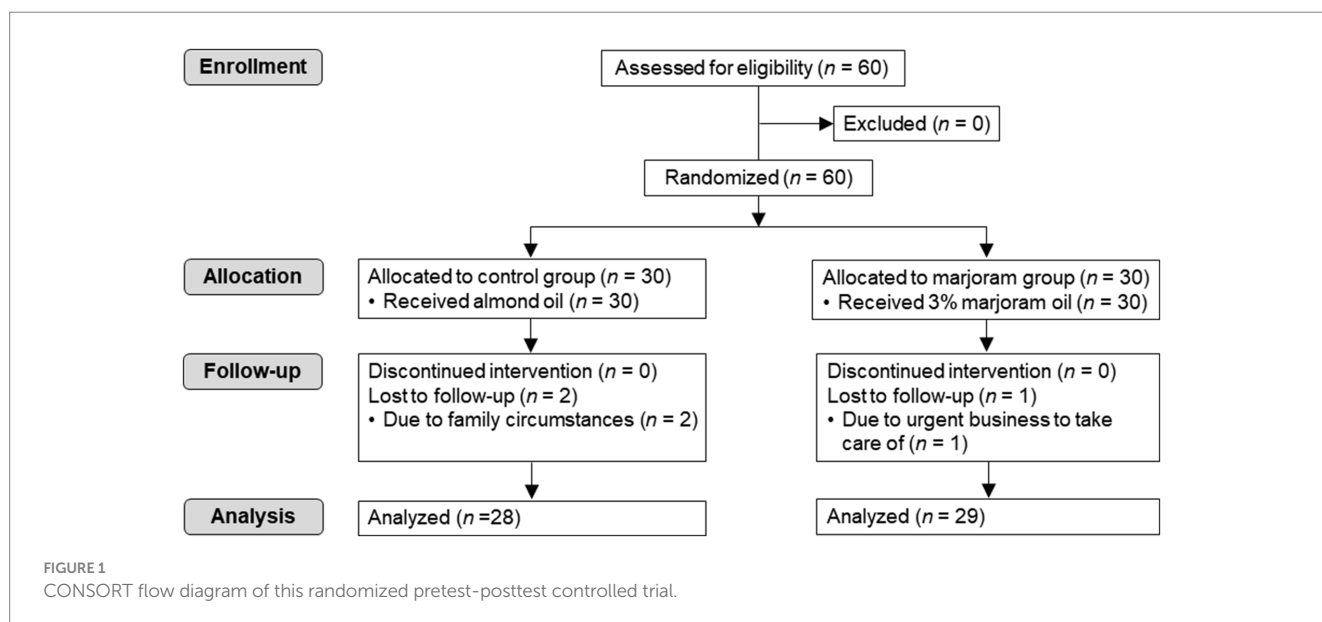 Enrollment
Assessed for eligibility (n = 60)
Excluded (n = 0)
Randomized (n = 60)
Allocation
Allocated to control group (n = 30)
• Received almond oil (n = 30)
Allocated to marjoram group (n = 30)
• Received 3% marjoram oil (n = 30)
Follow-up
Discontinued intervention (n = 0)
Lost to follow-up (n = 2)
• Due to family circumstances (n = 2)
Discontinued intervention (n = 0)
Lost to follow-up (n = 1)
• Due to urgent business to take
care of (n = 1)
Analysis
Analyzed (n =28)
Analyzed (n = 29)
FIGURE 1
CONSORT flow diagram of this randomized pretest-posttest controlled trial.